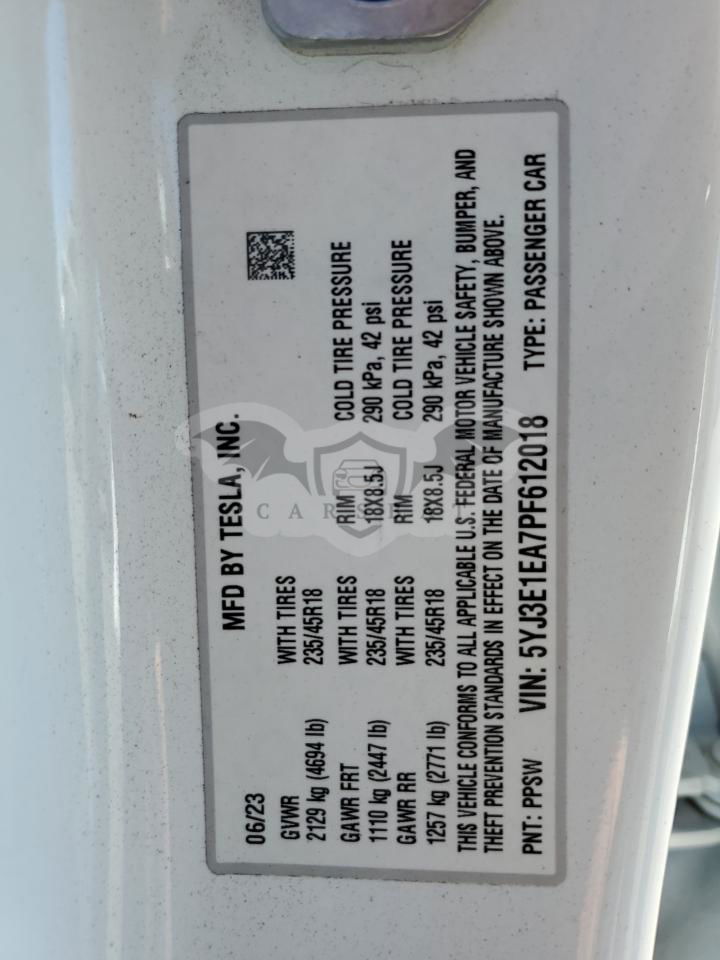 MFD BY TESLA, INC.
06/23
GVWR WITH TIRES
2129 kg (4694 lb) 235/45R18
GAWR FRT WITH TIRES RIM COLD TIRE PRESSURE
1110 kg (2447 lb) 235/45R18 18X8.5J 290 kPa, 42 psi
GAWR RR WITH TIRES RIM COLD TIRE PRESSURE
1257 kg (2771 lb) 235/45R18 18X8.5J 290 kPa, 42 psi
THIS VEHICLE CONFORMS TO ALL APPLICABLE U.S. FEDERAL MOTOR VEHICLE SAFETY, BUMPER, AND
THEFT PREVENTION STANDARDS IN EFFECT ON THE DATE OF MANUFACTURE SHOWN ABOVE.
PNT: PPSW VIN: 5YJ3E1EA7PF612018 TYPE: PASSENGER CAR